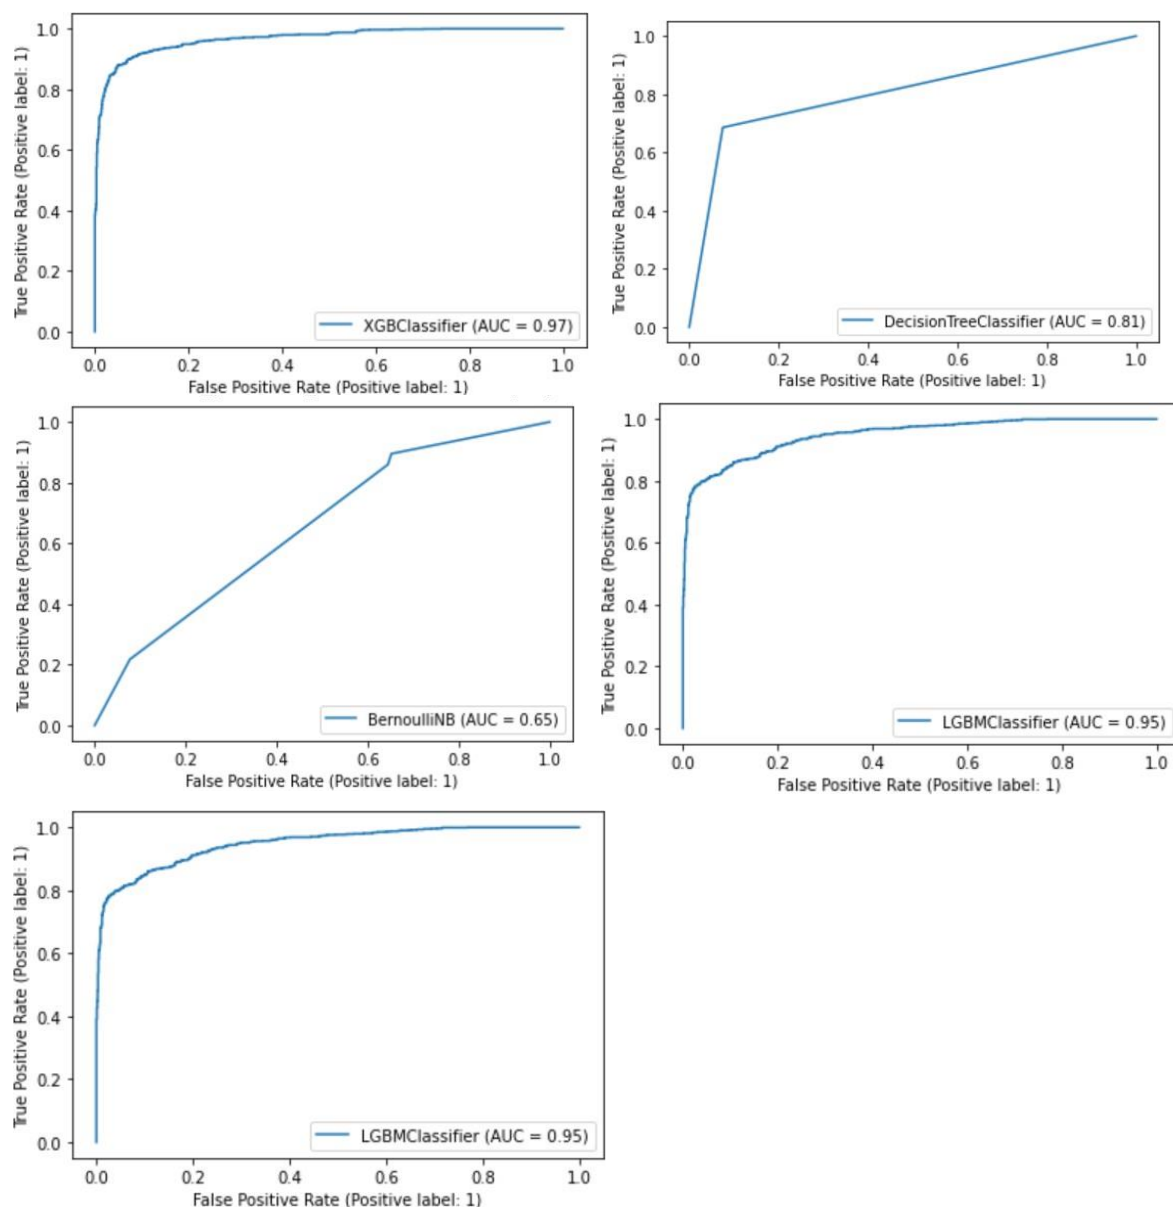 True Positive Rate (Positive label: 1)
1.0
0.8
0.6
0.4
0.2
0.0
XGBClassifier (AUC = 0.97)
0.0 0.2 0.4 0.6 0.8 1.0
False Positive Rate (Positive label: 1)
True Positive Rate (Positive label: 1)
1.0
0.8
0.6
0.4
0.2
0.0
DecisionTreeClassifier (AUC = 0.81)
0.0 0.2 0.4 0.6 0.8 1.0
False Positive Rate (Positive label: 1)
True Positive Rate (Positive label: 1)
1.0
0.8
0.6
0.4
0.2
0.0
BernoulliNB (AUC = 0.65)
0.0 0.2 0.4 0.6 0.8 1.0
False Positive Rate (Positive label: 1)
True Positive Rate (Positive label: 1)
1.0
0.8
0.6
0.4
0.2
0.0
LGBMClassifier (AUC = 0.95)
0.0 0.2 0.4 0.6 0.8 1.0
False Positive Rate (Positive label: 1)
True Positive Rate (Positive label: 1)
1.0
0.8
0.6
0.4
0.2
0.0
LGBMClassifier (AUC = 0.95)
0.0 0.2 0.4 0.6 0.8 1.0
False Positive Rate (Positive label: 1)